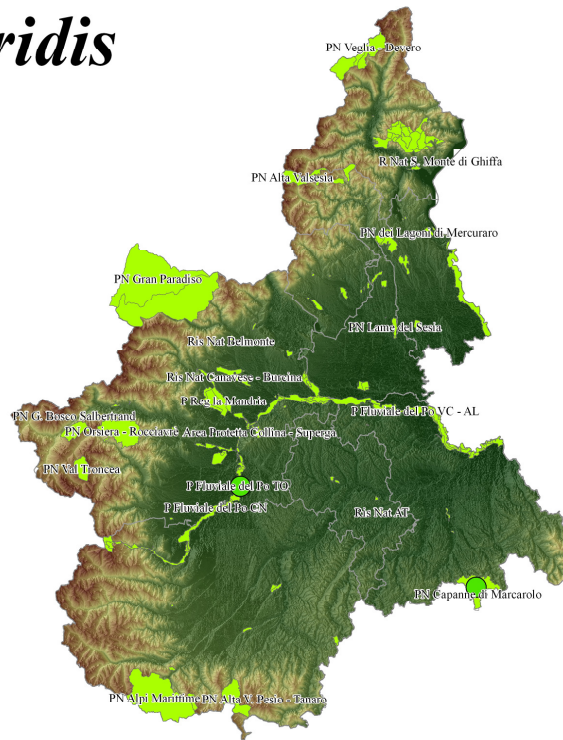 ridis
PN Veglia - Devero
R Nat S. Monte di Ghiffa
PN Alta Valsesia
PN dei Lagoni di Mercuraro
PN Gran Paradiso
PN Lame del Sesia
Ris Nat Belmonte
Ris Nat Canavese - Burcina
P Reg la Mandria
P Fluviale del Po VC - AL
PN G. Bosco Salbertrand
PN Orsiera - Rocciavrè Area Protetta Collina - Superga
PN Val Troncea
P Fluviale del Po TO
P Fluviale del Po CN
Ris Nat AT
PN Capanne di Marcarolo
PN Alpi Marittime PN Alta V. Pesio - Tanaro